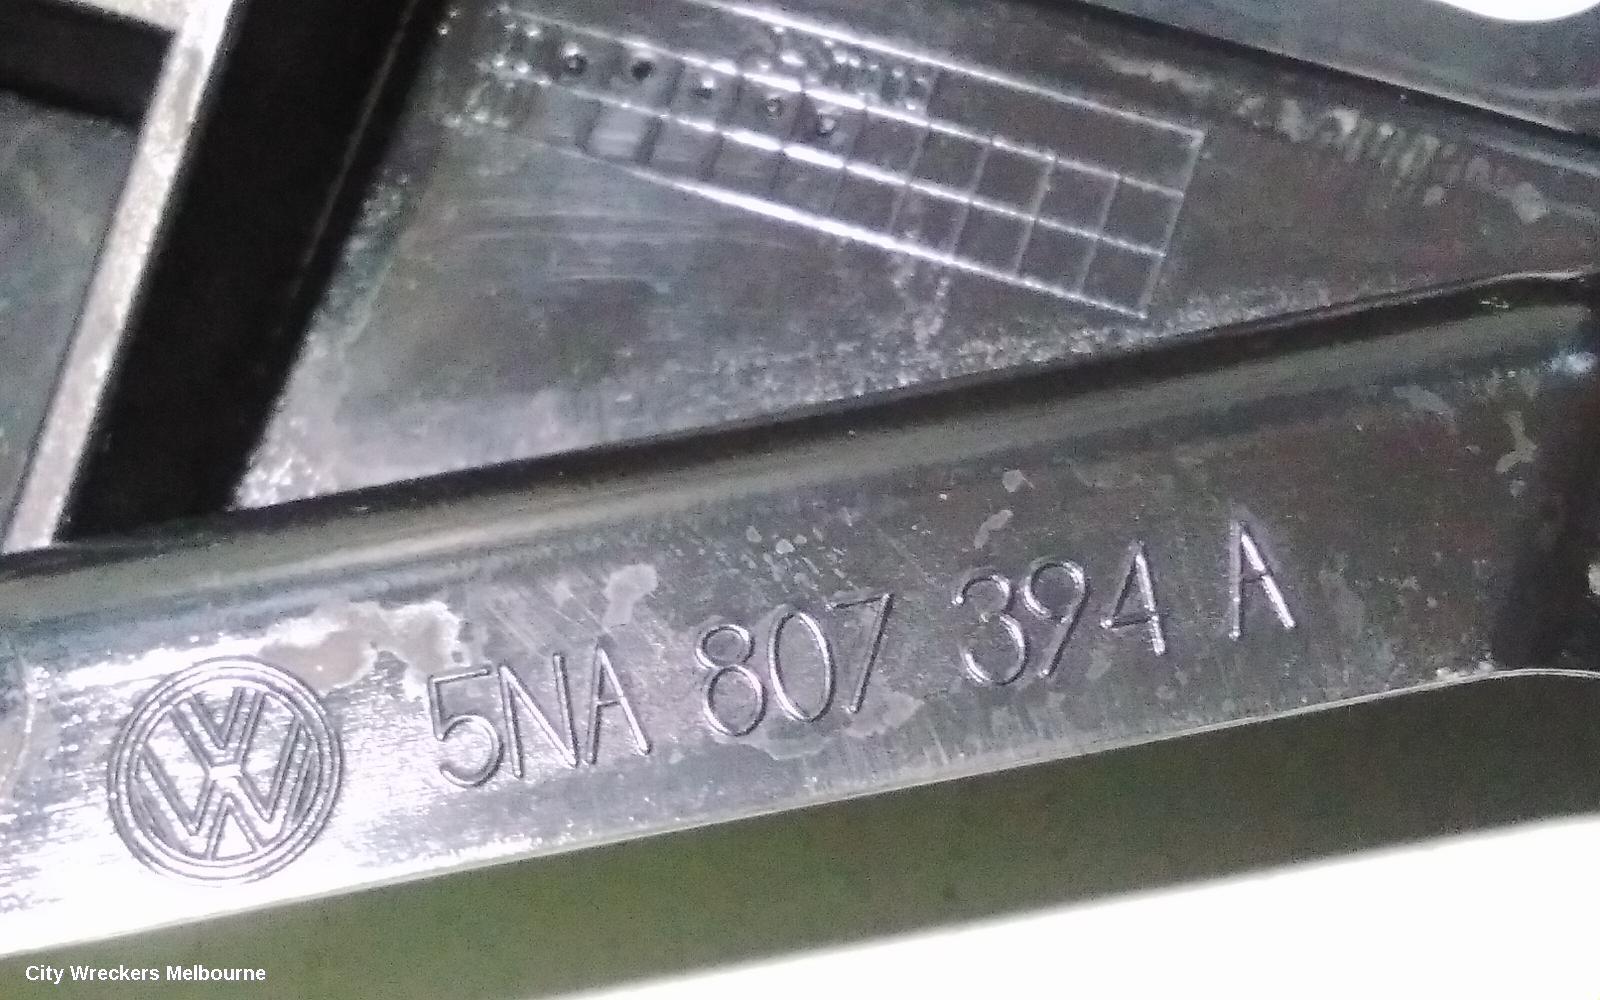 5NA 807 394 A
City Wreckers Melbourne